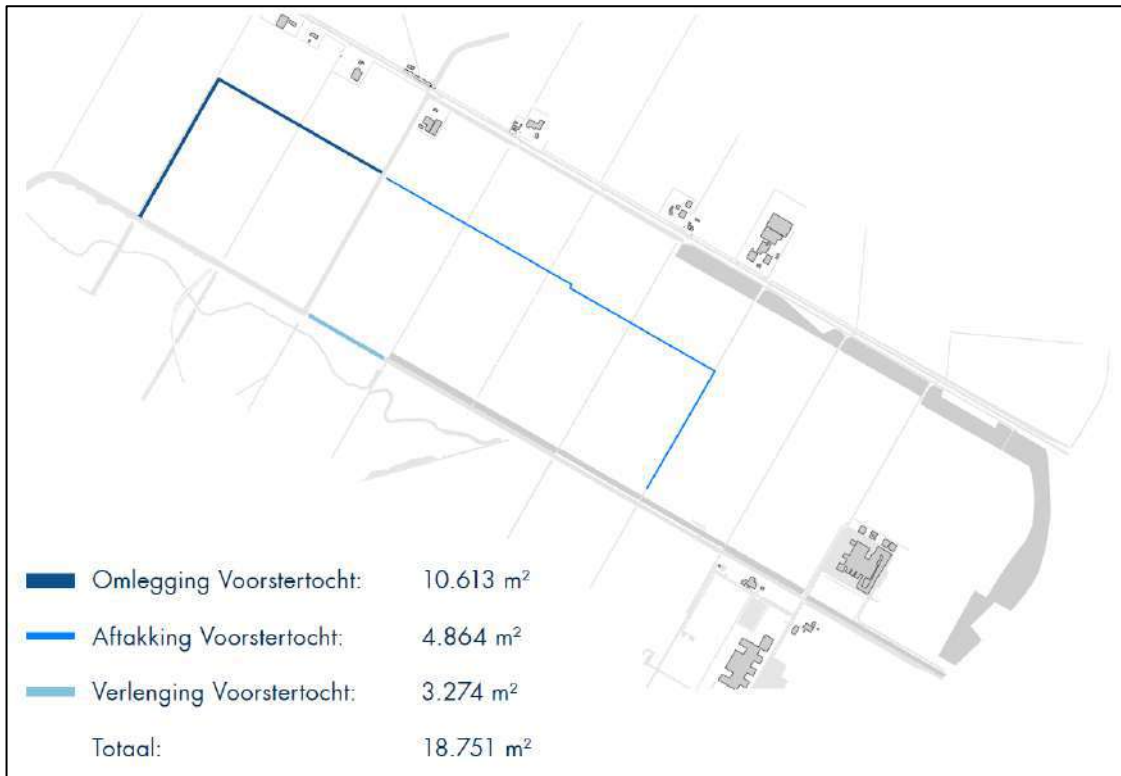 Omlegging Voorstertocht: 10.613 m²
Aftakking Voorstertocht: 4.864 m²
Verlenging Voorstertocht: 3.274 m²
Totaal: 18.751 m²